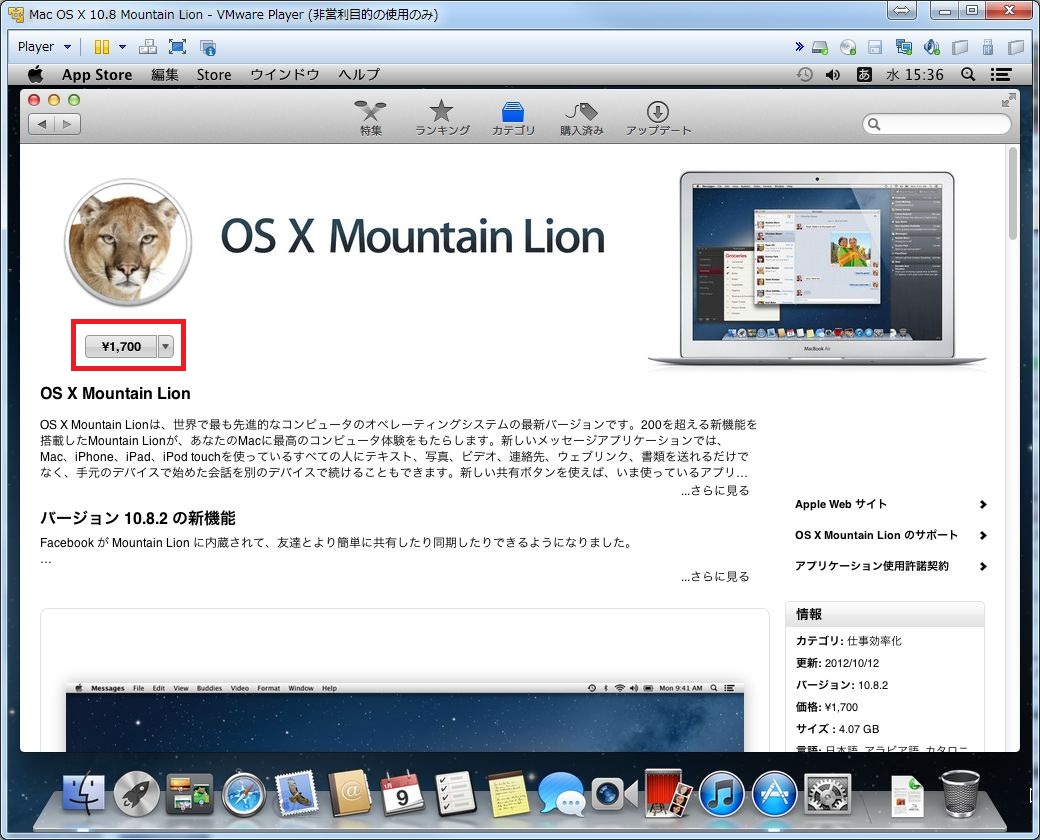 Mac OS X 10.8 Mountain Lion - VMware Player (非営利目的の使用のみ)
Player
App Store 編集 Store ウインドウ ヘルプ
あ 水 15:36
特集 ランキング カテゴリ 購入済み アップデート
OS X Mountain Lion
MacBook Air
¥1,700
OS X Mountain Lion
OS X Mountain Lionは、世界で最も先進的なコンピュータのオペレーティングシステムの最新バージョンです。200を超える新機能を
搭載したMountain Lionが、あなたのMacに最高のコンピュータ体験をもたらします。新しいメッセージアプリケーションでは、
Mac、iPhone、iPad、iPod touchを使っているすべての人にテキスト、写真、ビデオ、連絡先、ウェブリンク、書類を送れるだけで
なく、手元のデバイスで始めた会話を別のデバイスで続けることもできます。新しい共有ボタンを使えば、いま使っているアプリ...
...さらに見る
バージョン 10.8.2 の新機能
Facebook が Mountain Lion に内蔵されて、友達とより簡単に共有したり同期したりできるようになりました。
...
...さらに見る
Apple Web サイト
OS X Mountain Lion のサポート
アプリケーション使用許諾契約
情報
カテゴリ: 仕事効率化
更新: 2012/10/12
バージョン: 10.8.2
価格: ¥1,700
サイズ : 4.07 GB
言語: 日本語, アラビア語, カタロニ
Messages File Edit View Buddies Video Format Window Help
Mon 9:41 AM
9